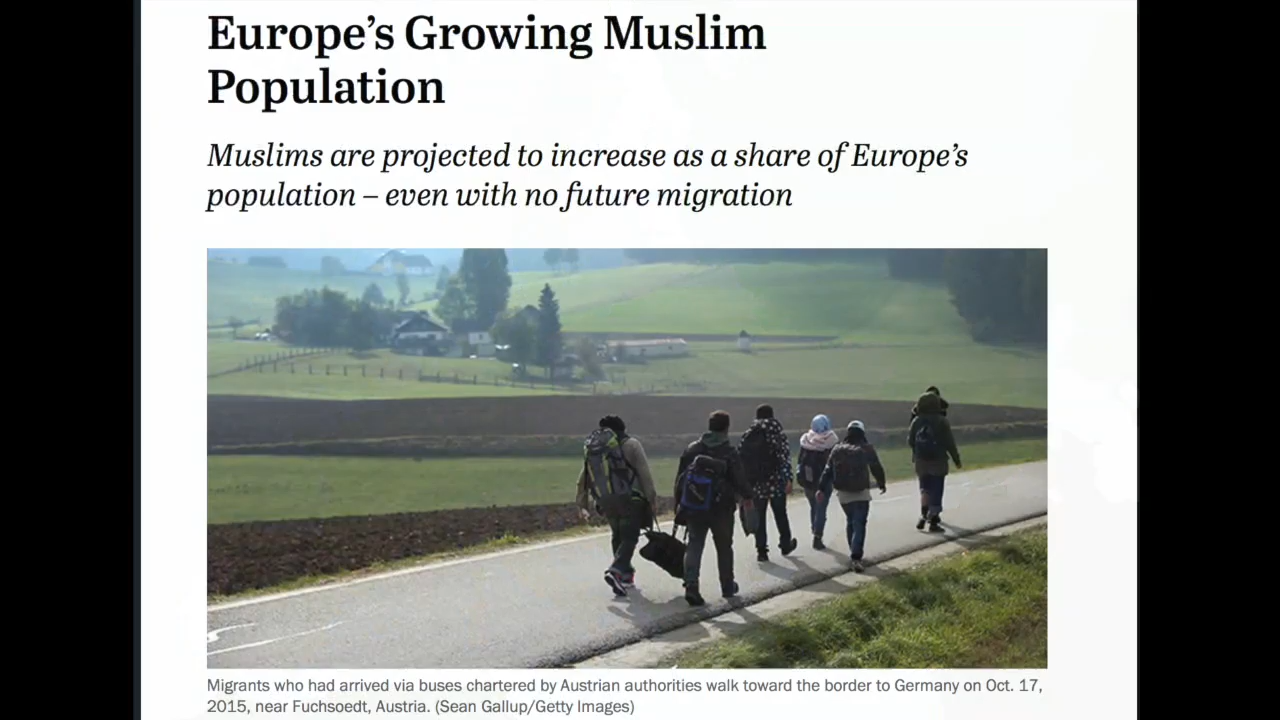 Europe’s Growing Muslim
Population
Muslims are projected to increase as a share of Europe’s
population – even with no future migration
Migrants who had arrived via buses chartered by Austrian authorities walk toward the border to Germany on Oct. 17,
2015, near Fuchsoedt, Austria. (Sean Gallup/Getty Images)